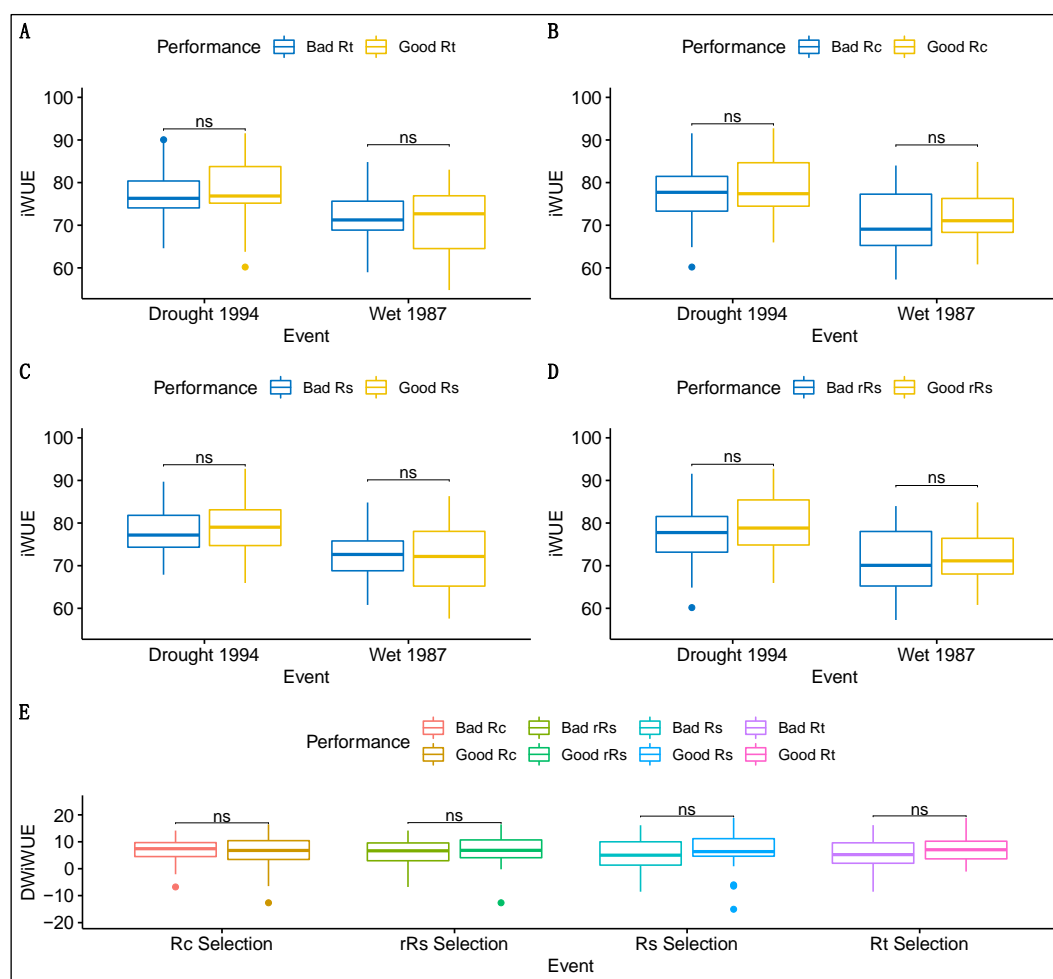 A
Performance Bad Rt Good Rt
100
90
80
70
60
iWUE
ns
ns
Drought 1994 Wet 1987
Event
B
Performance Bad Rc Good Rc
100
90
80
70
60
iWUE
ns
ns
Drought 1994 Wet 1987
Event
C
Performance Bad Rs Good Rs
100
90
80
70
60
iWUE
ns
ns
Drought 1994 Wet 1987
Event
D
Performance Bad rRs Good rRs
100
90
80
70
60
iWUE
ns
ns
Drought 1994 Wet 1987
Event
E
Performance
Bad Rc Bad rRs Bad Rs Bad Rt
Good Rc Good rRs Good Rs Good Rt
20
10
0
−10
−20
DWiWUE
ns
ns
ns
ns
Rc Selection rRs Selection Rs Selection Rt Selection
Event